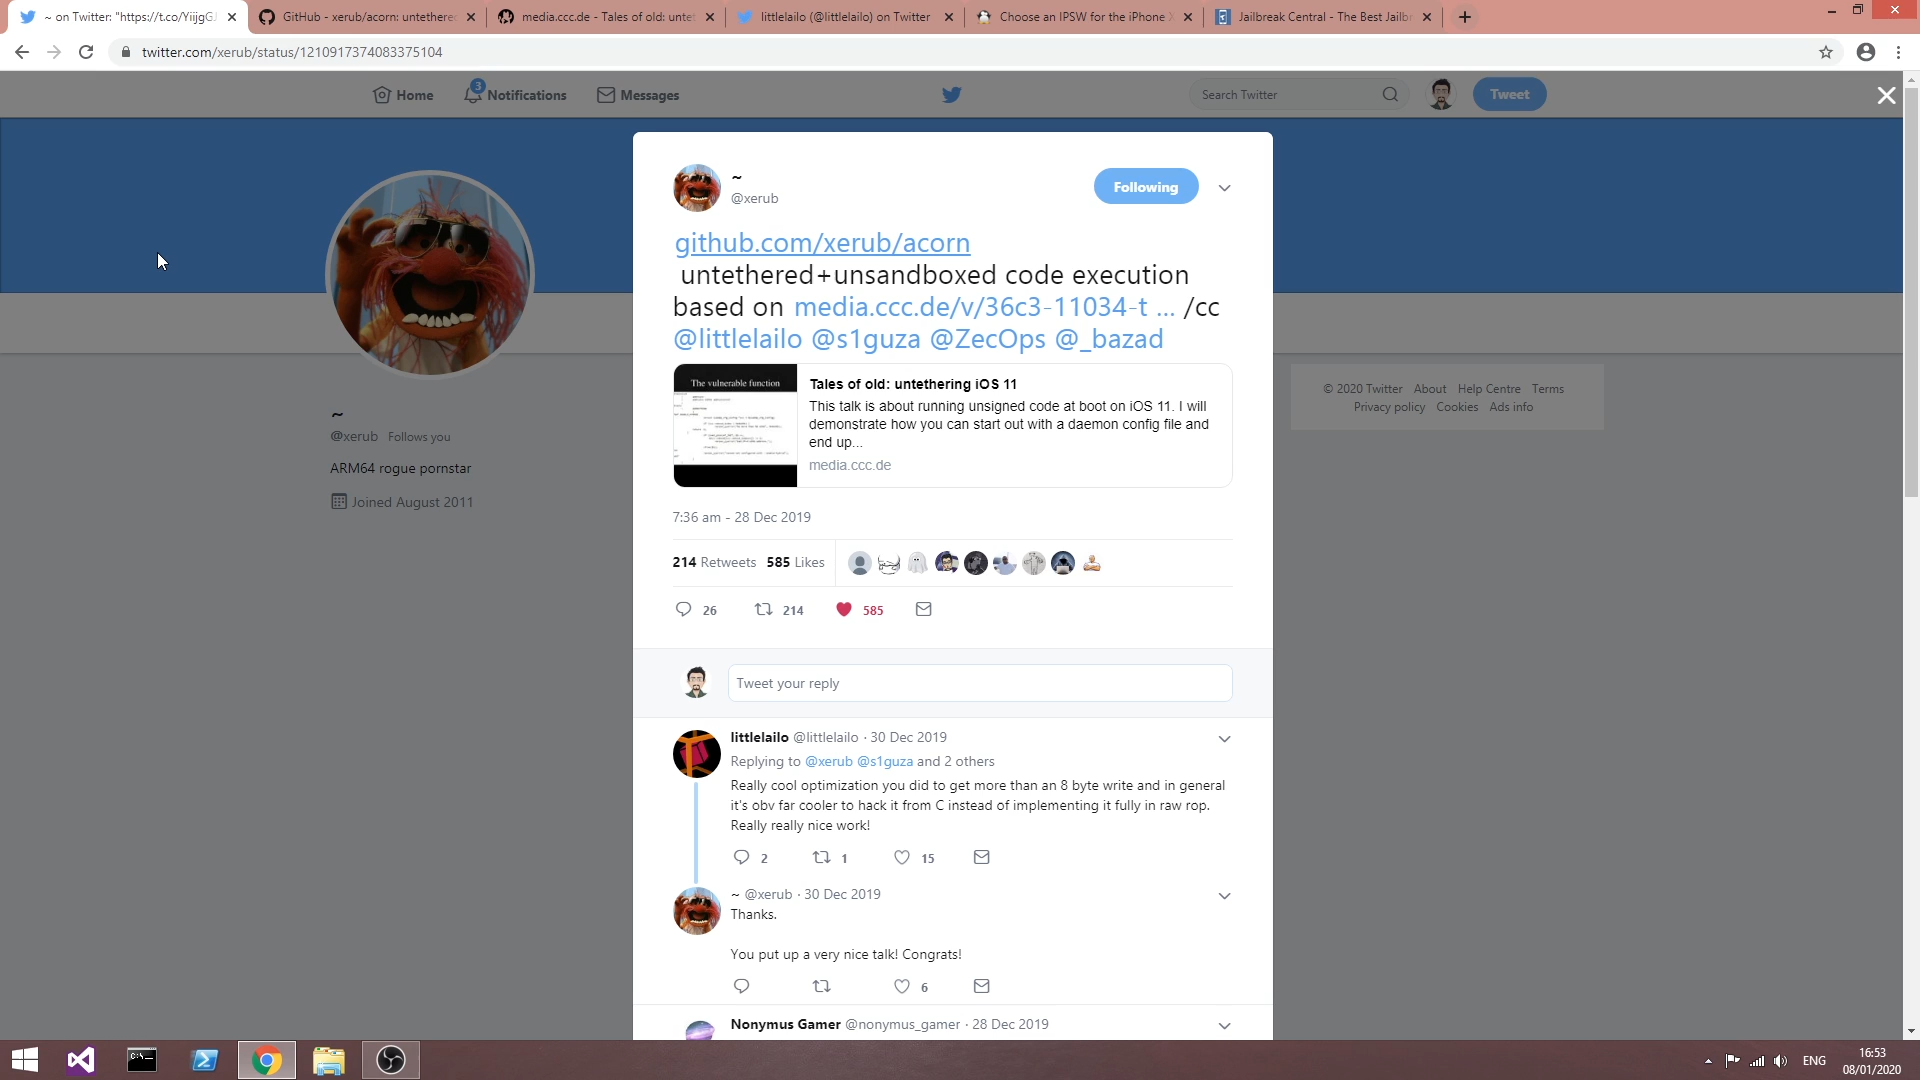 ~ on Twitter: "https://t.co/YiijgGJ
GitHub - xerub/acorn: untethere
media.ccc.de - Tales of old: untet
littlelailo (@littlelailo) on Twitter
Choose an IPSW for the iPhone X
Jailbreak Central - The Best Jailbr
twitter.com/xerub/status/1210917374083375104
Home
3
Notifications
Messages
Search Twitter
Tweet
~
@xerub
Following
github.com/xerub/acorn
untethered+unsandboxed code execution
based on media.ccc.de/v/36c3-11034-t ... /cc
@littlelailo @s1guza @ZecOps @_bazad
The vulnerable function
Tales of old: untethering iOS 11
This talk is about running unsigned code at boot on iOS 11. I will
demonstrate how you can start out with a daemon config file and
end up...
media.ccc.de
7:36 am - 28 Dec 2019
214 Retweets 585 Likes
26 214 585
Tweet your reply
littlelailo @littlelailo · 30 Dec 2019
Replying to @xerub @s1guza and 2 others
Really cool optimization you did to get more than an 8 byte write and in general
it's obv far cooler to hack it from C instead of implementing it fully in raw rop.
Really really nice work!
2 1 15
~ @xerub · 30 Dec 2019
Thanks.
You put up a very nice talk! Congrats!
6
Nonymus Gamer @nonymus_gamer · 28 Dec 2019
~
@xerub Follows you
ARM64 rogue pornstar
Joined August 2011
© 2020 Twitter About Help Centre Terms
Privacy policy Cookies Ads info
ENG
16:53
08/01/2020